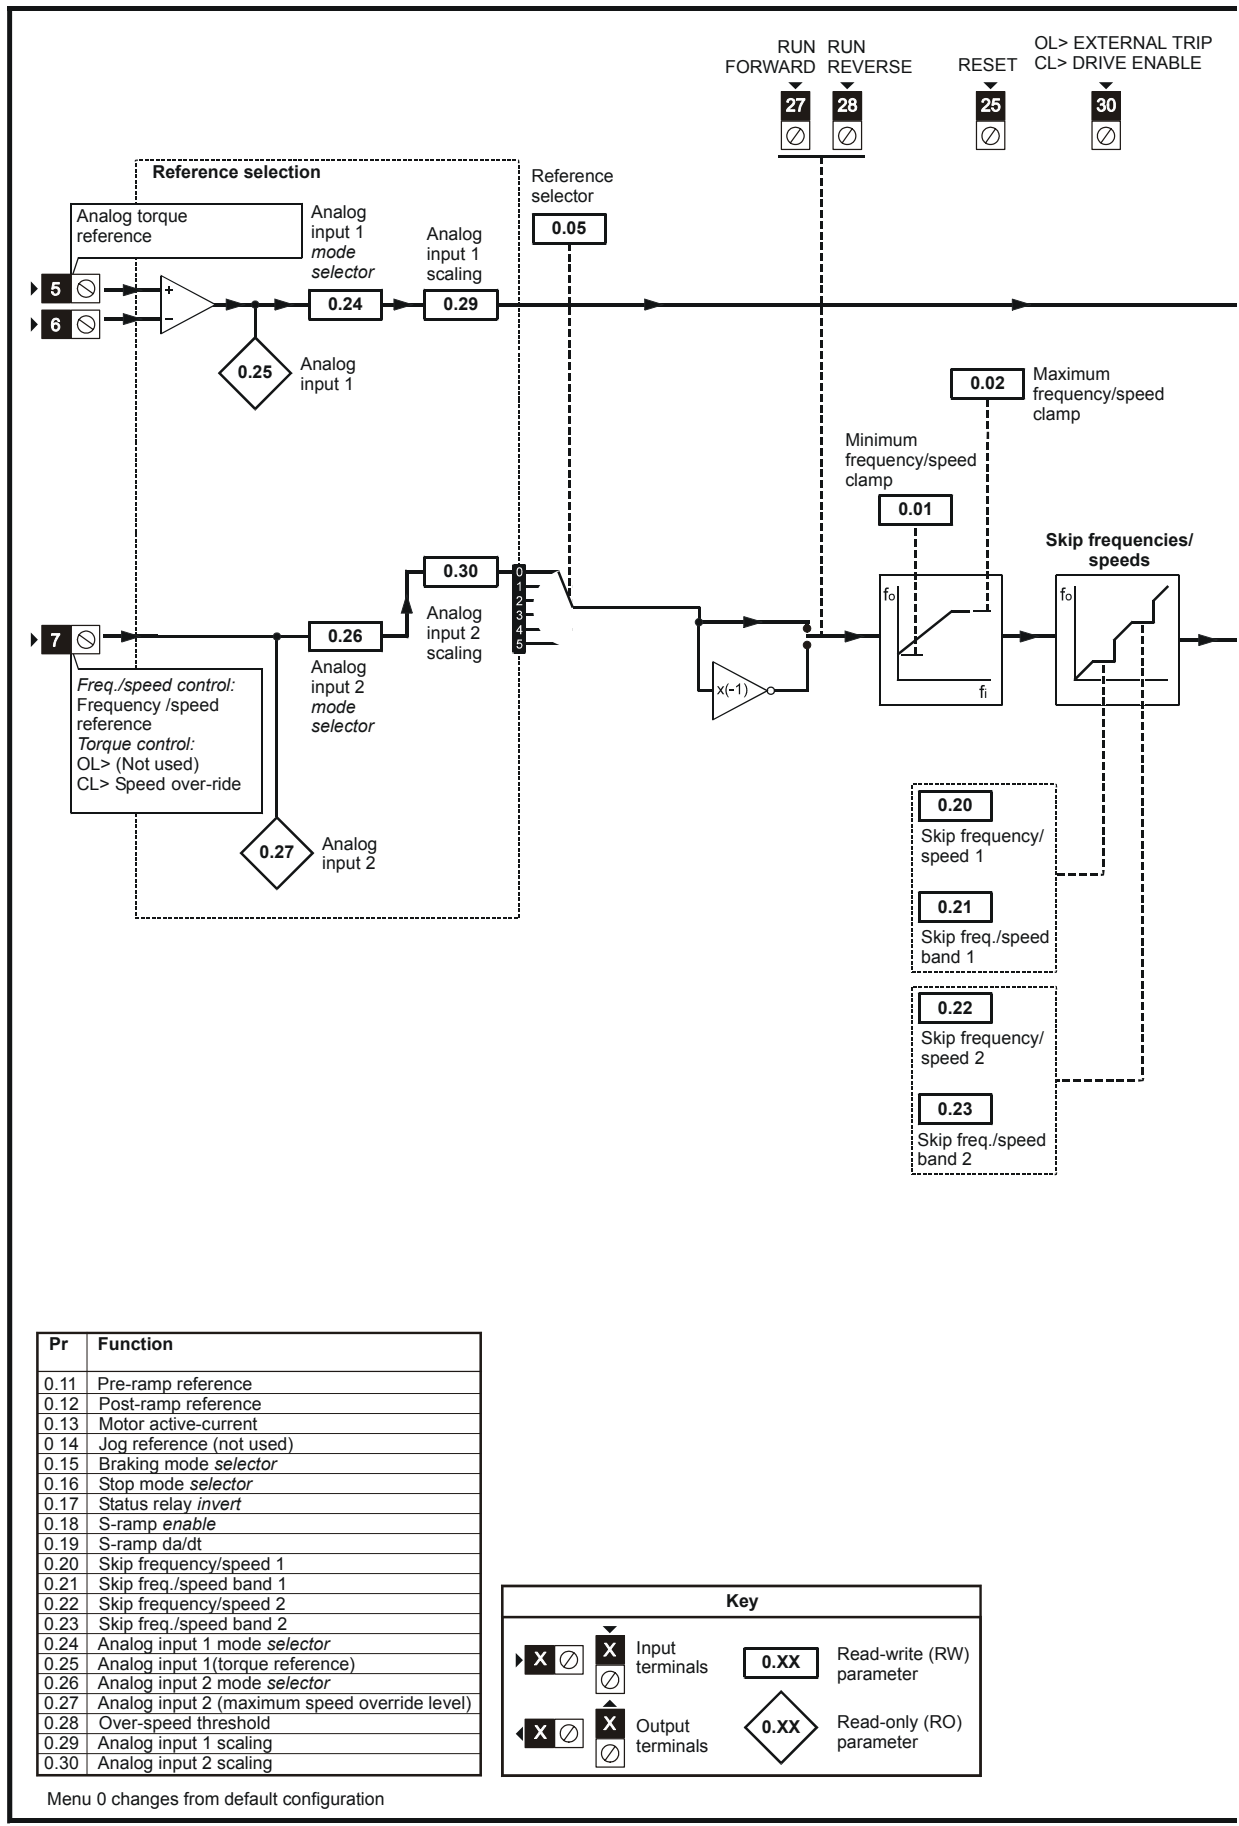 RUN FORWARD
RUN REVERSE
RESET
OL> EXTERNAL TRIP
CL> DRIVE ENABLE
27
28
25
30
Reference selection
Reference
selector
0.05
Analog torque
reference
Analog
input 1
mode
selector
Analog
input 1
scaling
5
6
+
−
0.24
0.29
0.25
Analog
input 1
0.02
Maximum
frequency/speed
clamp
Minimum
frequency/speed
clamp
0.01
Skip frequencies/
speeds
0.30
Analog
input 2
scaling
0
1
2
3
4
5
7
0.26
Analog
input 2
mode
selector
x(-1)
fo
fi
fo
Freq./speed control:
Frequency /speed
reference
Torque control:
OL> (Not used)
CL> Speed over-ride
0.27
Analog
input 2
0.20
Skip frequency/
speed 1
0.21
Skip freq./speed
band 1
0.22
Skip frequency/
speed 2
0.23
Skip freq./speed
band 2
Pr Function
0.11 Pre-ramp reference
0.12 Post-ramp reference
0.13 Motor active-current
0 14 Jog reference (not used)
0.15 Braking mode selector
0.16 Stop mode selector
0.17 Status relay invert
0.18 S-ramp enable
0.19 S-ramp da/dt
0.20 Skip frequency/speed 1
0.21 Skip freq./speed band 1
0.22 Skip frequency/speed 2
0.23 Skip freq./speed band 2
0.24 Analog input 1 mode selector
0.25 Analog input 1(torque reference)
0.26 Analog input 2 mode selector
0.27 Analog input 2 (maximum speed override level)
0.28 Over-speed threshold
0.29 Analog input 1 scaling
0.30 Analog input 2 scaling
Key
X
X
Input
terminals
0.XX
Read-write (RW)
parameter
X
X
Output
terminals
0.XX
Read-only (RO)
parameter
Menu 0 changes from default configuration